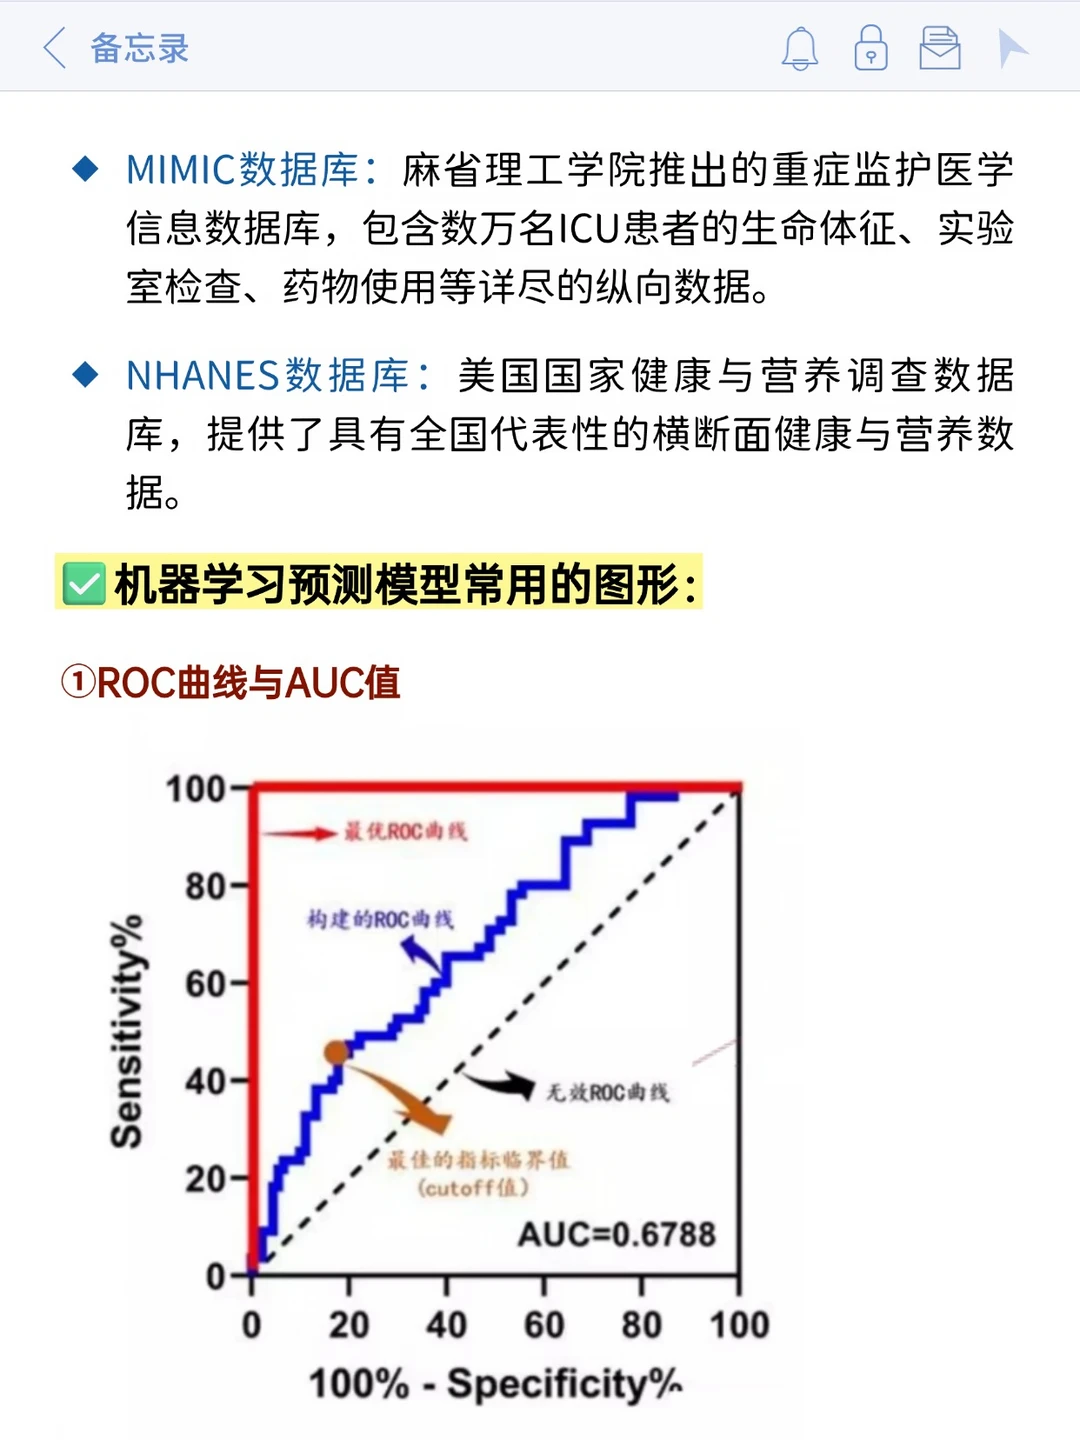 备忘录
◆ MIMIC数据库：麻省理工学院推出的重症监护医学
信息数据库，包含数万名ICU患者的生命体征、实验
室检查、药物使用等详尽的纵向数据。
◆ NHANES数据库：美国国家健康与营养调查数据
库，提供了具有全国代表性的横断面健康与营养数
据。
✅机器学习预测模型常用的图形：
①ROC曲线与AUC值
100
最优ROC曲线
80
构建的ROC曲线
60
Sensitivity%
40
无效ROC曲线
最佳的指标临界值
20
(cutoff值)
AUC=0.6788
0
0 20 40 60 80 100
100% - Specificity%